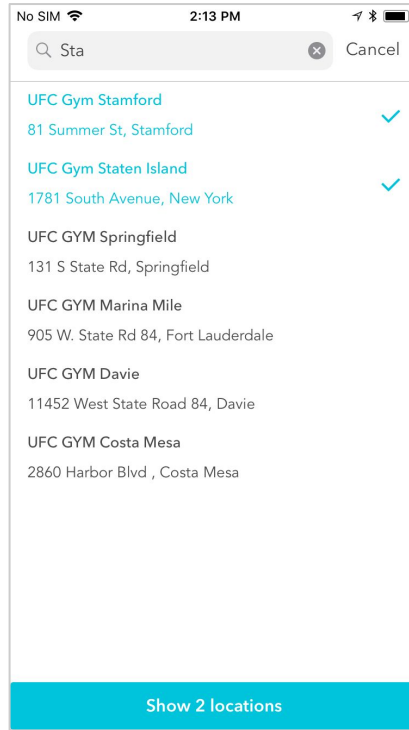 No SIM 2:13 PM
Sta Cancel
UFC Gym Stamford
81 Summer St, Stamford
UFC Gym Staten Island
1781 South Avenue, New York
UFC GYM Springfield
131 S State Rd, Springfield
UFC GYM Marina Mile
905 W. State Rd 84, Fort Lauderdale
UFC GYM Davie
11452 West State Road 84, Davie
UFC GYM Costa Mesa
2860 Harbor Blvd , Costa Mesa
Show 2 locations